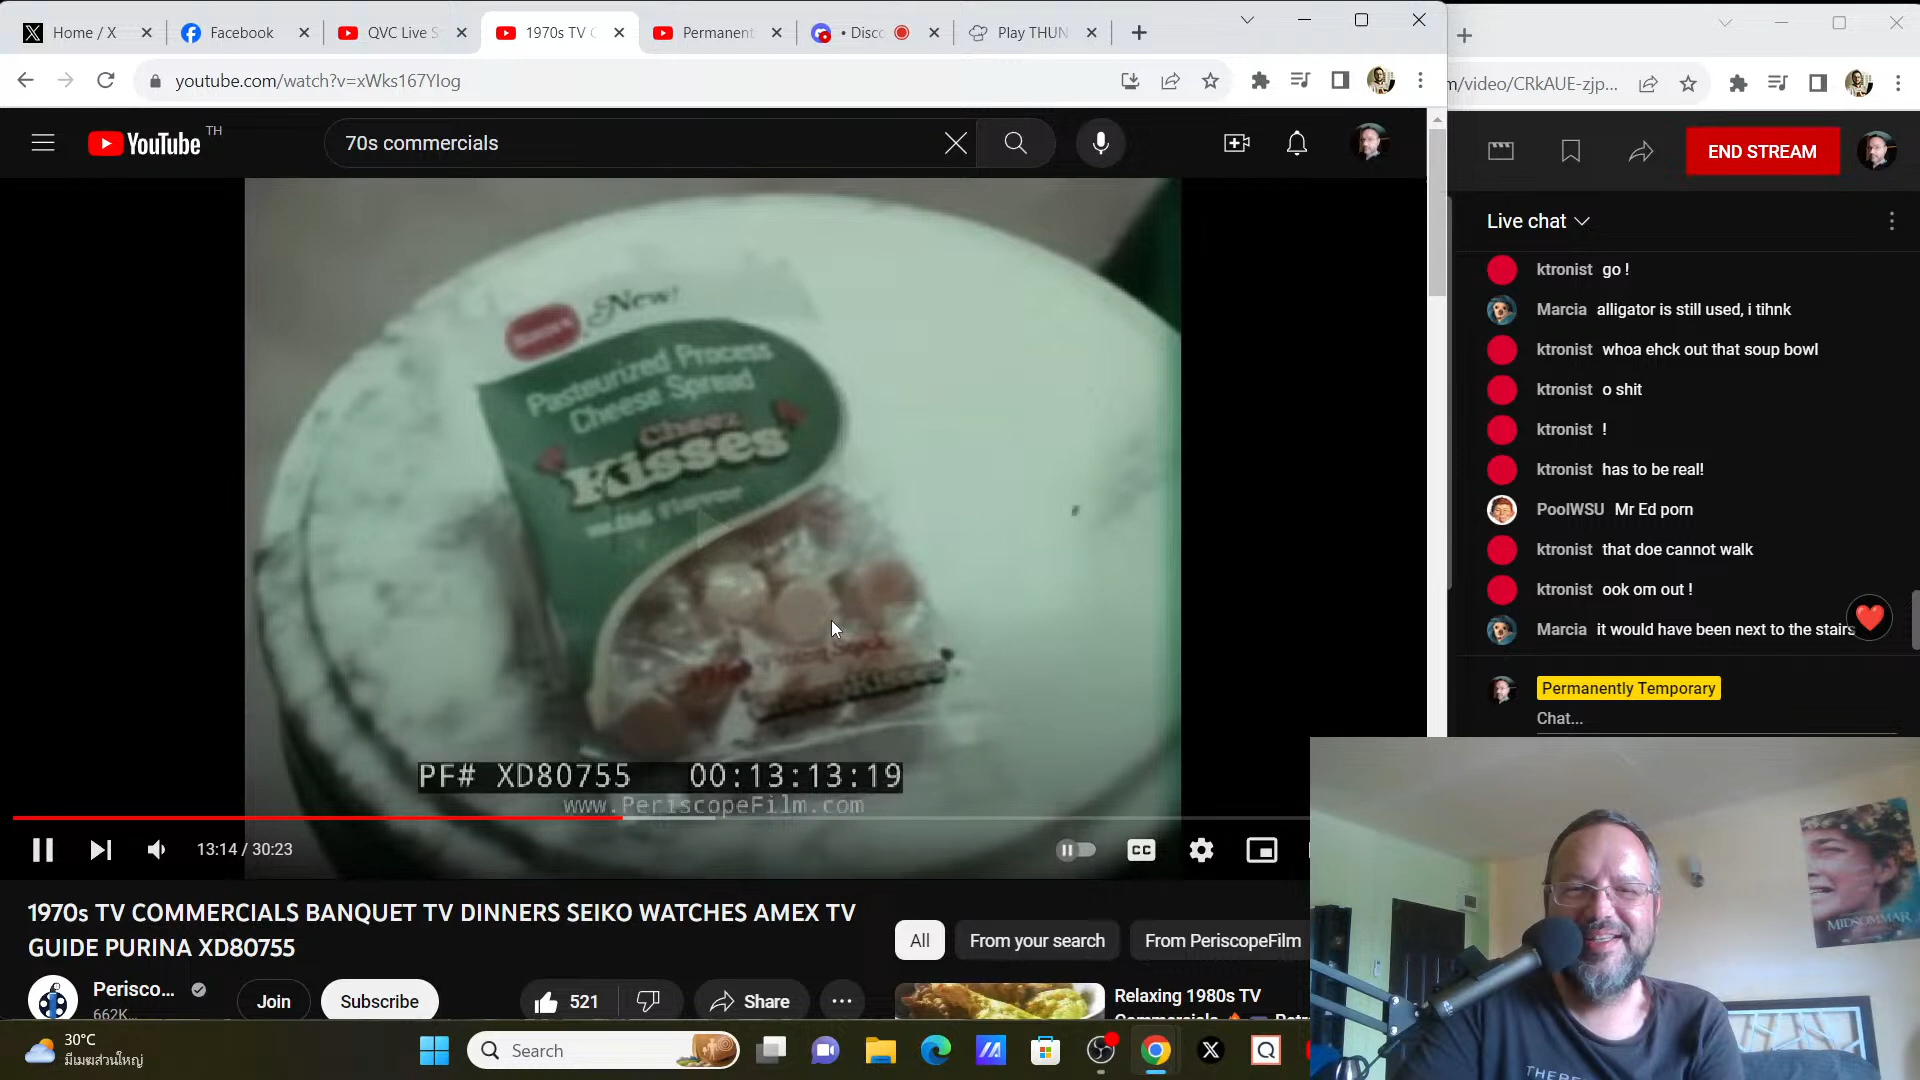 Home / X
Facebook
QVC Live S
1970s TV C
Permanent
• Disc
Play THUN
youtube.com/watch?v=xWks167YIog
m/video/CRkAUE-zjp...
YouTube TH
70s commercials
END STREAM
Live chat
ktronist go !
Marcia alligator is still used, i tihnk
ktronist whoa ehck out that soup bowl
ktronist o shit
ktronist !
ktronist has to be real!
PoolWSU Mr Ed porn
ktronist that doe cannot walk
ktronist ook om out !
Marcia it would have been next to the stairs
Permanently Temporary
Chat...
New!
Pasteurized Process
Cheese Spread
Cheez
Kisses
PF# XD80755 00:13:13:19
www.PeriscopeFilm.com
13:14 / 30:23
CC
1970s TV COMMERCIALS BANQUET TV DINNERS SEIKO WATCHES AMEX TV
GUIDE PURINA XD80755
All
From your search
From PeriscopeFilm
Perisco...
662K...
Join
Subscribe
521
Share
Relaxing 1980s TV
MIDSOMMAR
30°C
มีเมฆส่วนใหญ่
Search